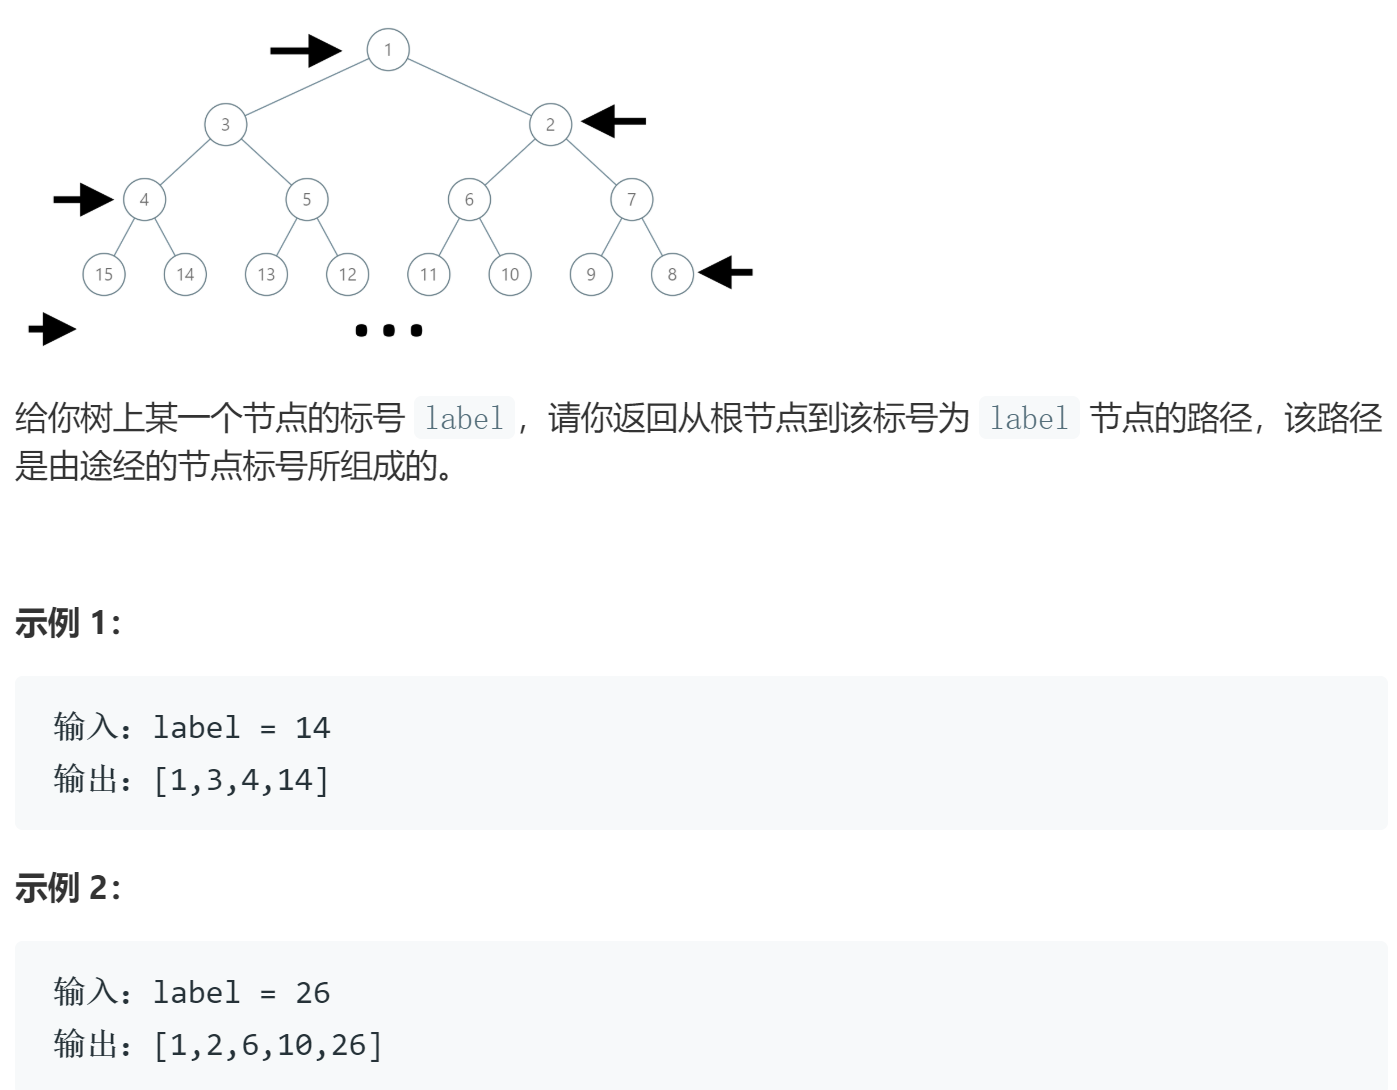 1
3 2
4 5 6 7
15 14 13 12 11 10 9 8
...
给你树上某一个节点的标号 label，请你返回从根节点到该标号为 label 节点的路径，该路径
是由途经的节点标号所组成的。
示例 1：
输入：label = 14
输出：[1,3,4,14]
示例 2：
输入：label = 26
输出：[1,2,6,10,26]